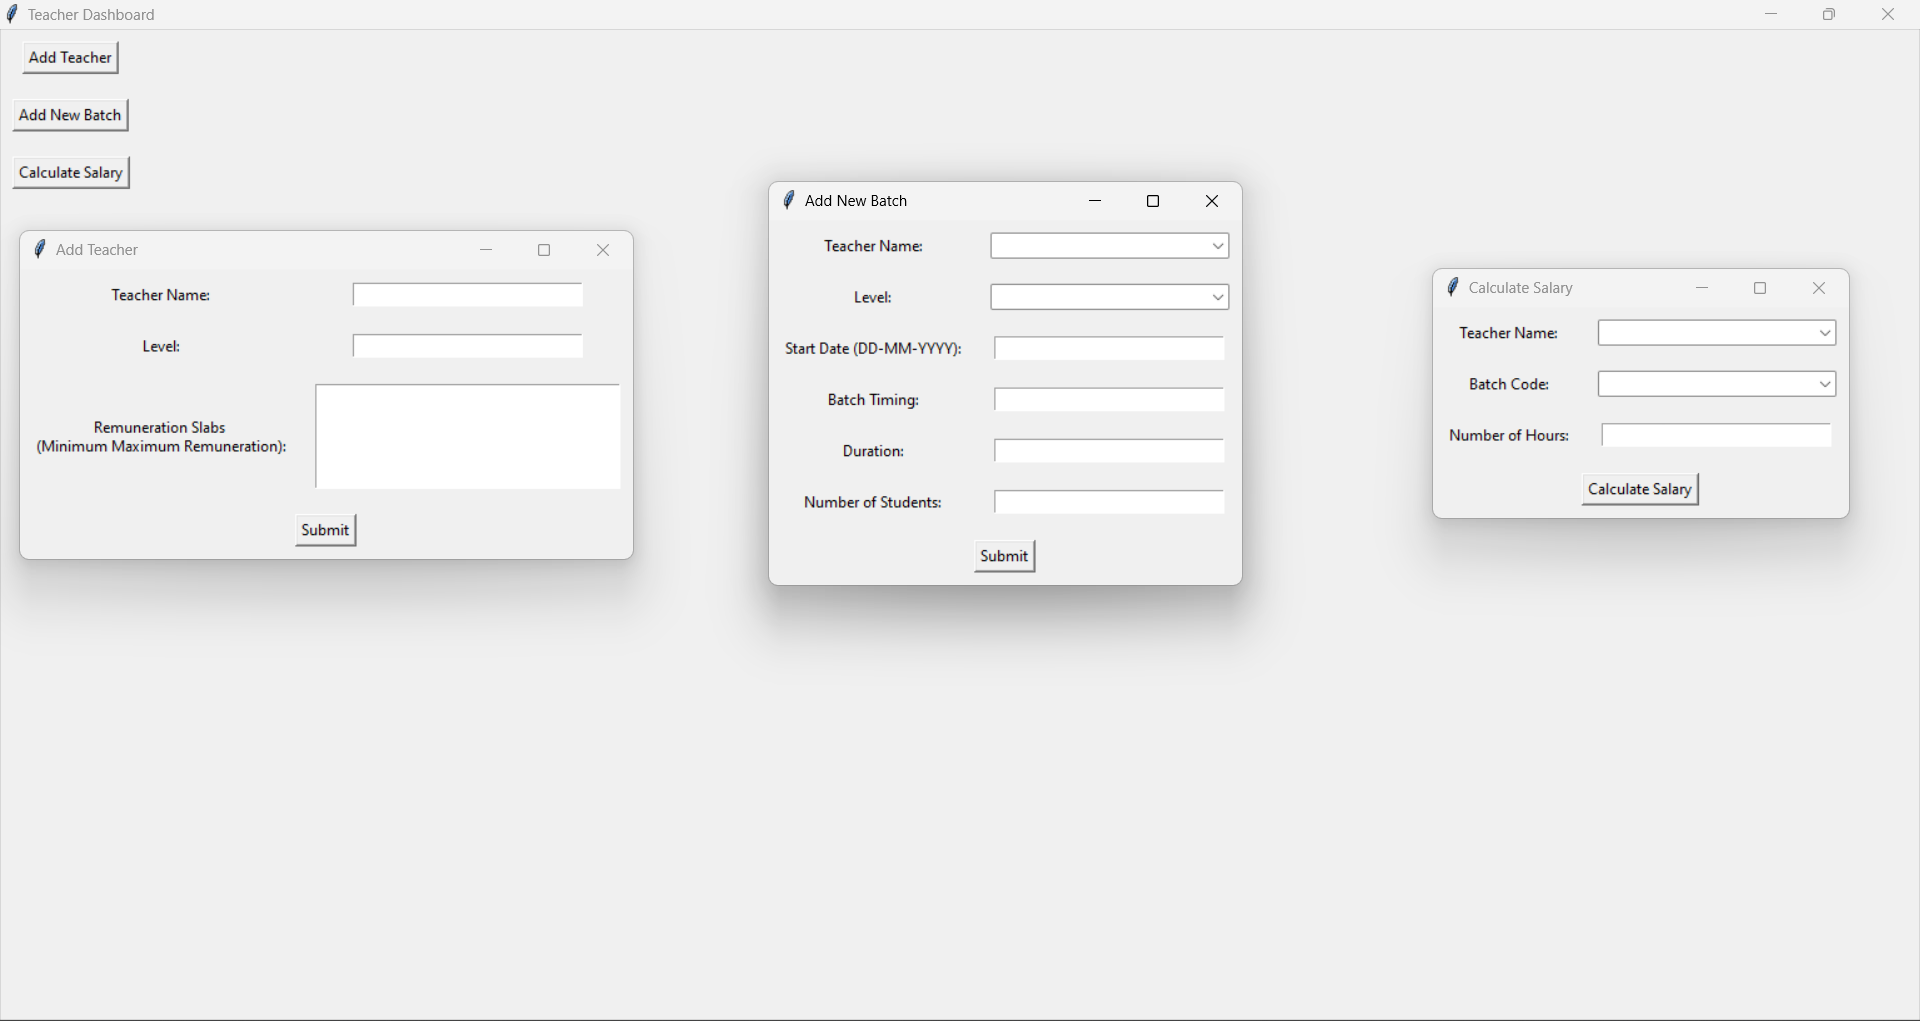 Teacher Dashboard
Add Teacher
Add New Batch
Calculate Salary
Add Teacher
Teacher Name:
Level:
Remuneration Slabs
(Minimum Maximum Remuneration):
Submit
Add New Batch
Teacher Name:
Level:
Start Date (DD-MM-YYYY):
Batch Timing:
Duration:
Number of Students:
Submit
Calculate Salary
Teacher Name:
Batch Code:
Number of Hours:
Calculate Salary